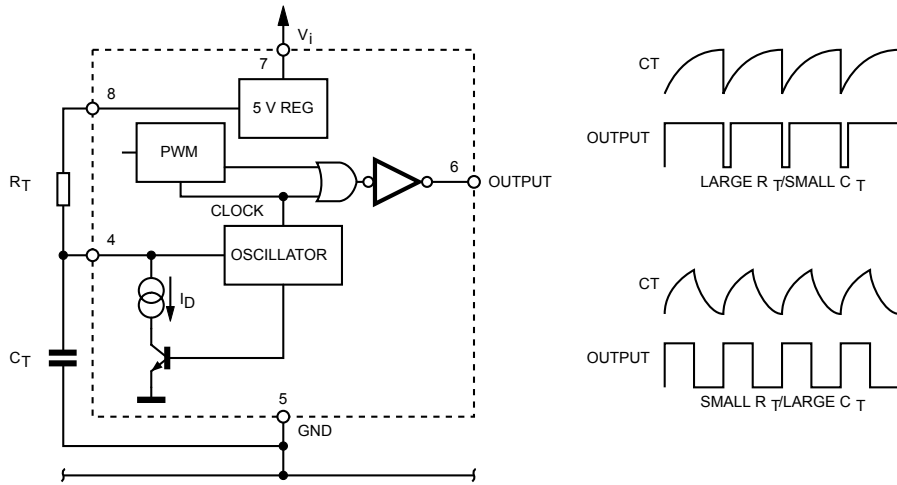 Vi
7
8
5 V REG
PWM
6
OUTPUT
RT
CLOCK
4
OSCILLATOR
ID
CT
5
GND
CT
OUTPUT
LARGE R T/SMALL C T
CT
OUTPUT
SMALL R T/LARGE C T